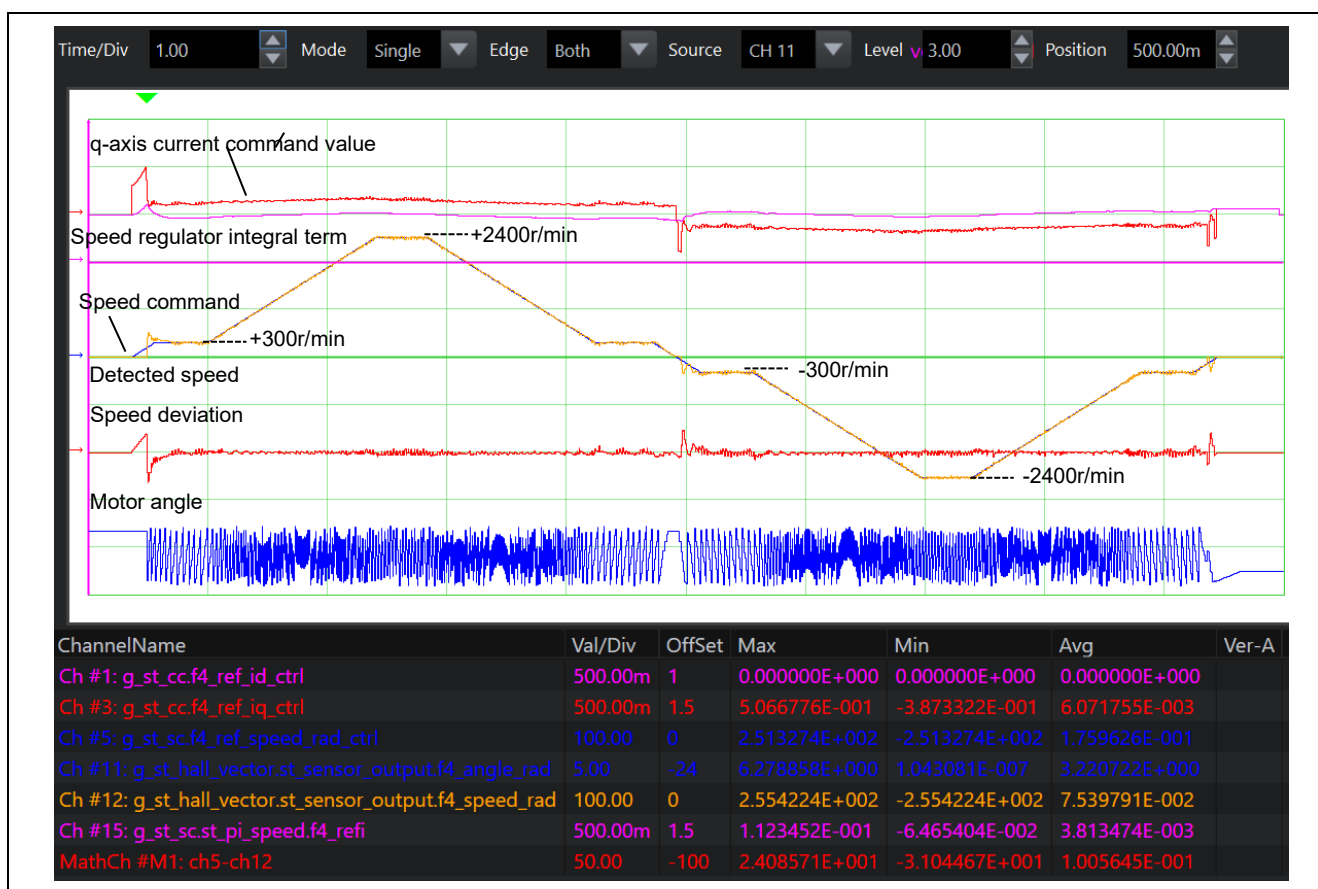 Time/Div 1.00 Mode Single Edge Both Source CH 11 Level V 3.00 Position 500.00m
q-axis current command value
Speed regulator integral term
+2400r/min
Speed command
+300r/min
Detected speed
-300r/min
Speed deviation
-2400r/min
Motor angle
ChannelName Val/Div OffSet Max Min Avg Ver-A
Ch #1: g_st_cc.f4_ref_id_ctrl 500.00m 1 0.000000E+000 0.000000E+000 0.000000E+000
Ch #3: g_st_cc.f4_ref_iq_ctrl 500.00m 1.5 5.066776E-001 -3.873322E-001 6.071755E-003
Ch #5: g_st_sc.f4_ref_speed_rad_ctrl 100.00 0 2.513274E+002 -2.513274E+002 1.759626E-001
Ch #11: g_st_hall_vector.st_sensor_output.f4_angle_rad 5.00 -24 6.278858E+000 1.043081E-007 3.220722E+000
Ch #12: g_st_hall_vector.st_sensor_output.f4_speed_rad 100.00 0 2.554224E+002 -2.554224E+002 7.539791E-002
Ch #15: g_st_sc.st_pi_speed.f4_refi 500.00m 1.5 1.123452E-001 -6.465404E-002 3.813474E-003
MathCh #M1: ch5-ch12 50.00 -100 2.408571E+001 -3.104467E+001 1.005645E-001